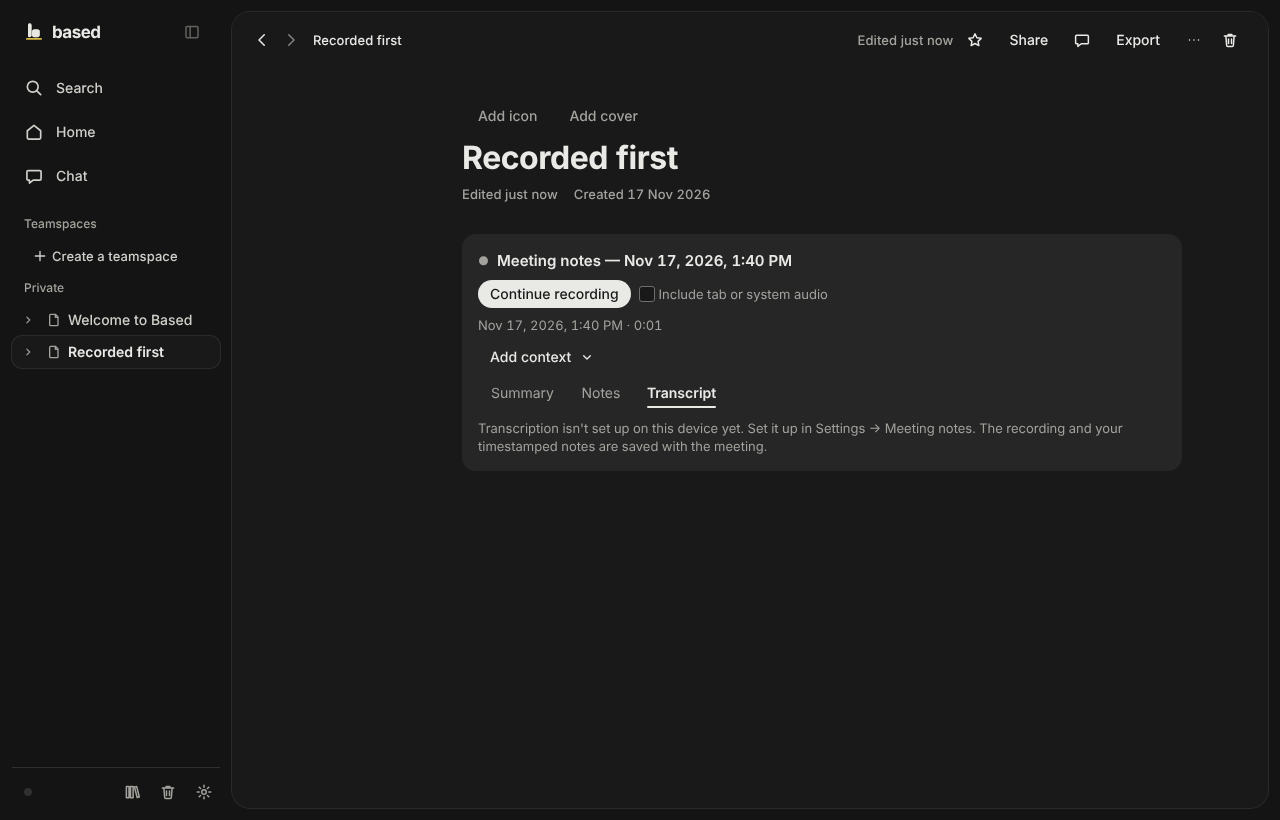 based
Search
Home
Chat
Teamspaces
Create a teamspace
Private
Welcome to Based
Recorded first
Recorded first
Edited just now
Share
Export
Add icon
Add cover
Recorded first
Edited just now Created 17 Nov 2026
Meeting notes — Nov 17, 2026, 1:40 PM
Continue recording
Include tab or system audio
Nov 17, 2026, 1:40 PM · 0:01
Add context
Summary
Notes
Transcript
Transcription isn't set up on this device yet. Set it up in Settings → Meeting notes. The recording and your
timestamped notes are saved with the meeting.